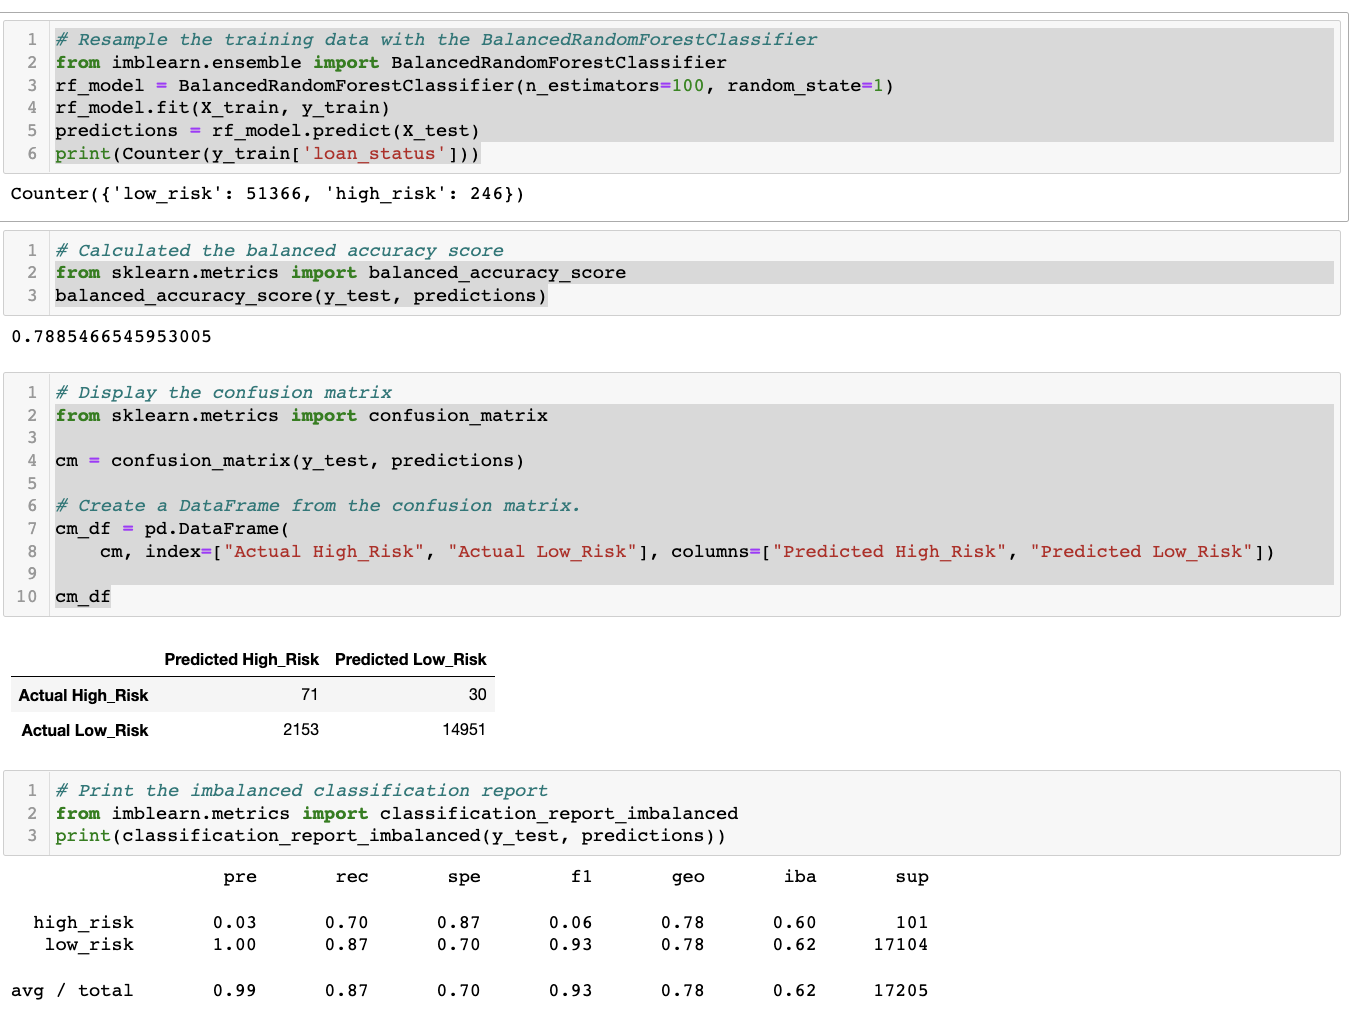 1 # Resample the training data with the BalancedRandomForestClassifier
2 from imblearn.ensemble import BalancedRandomForestClassifier
3 rf_model = BalancedRandomForestClassifier(n_estimators=100, random_state=1)
4 rf_model.fit(X_train, y_train)
5 predictions = rf_model.predict(X_test)
6 print(Counter(y_train['loan_status']))
Counter({'low_risk': 51366, 'high_risk': 246})
1 # Calculated the balanced accuracy score
2 from sklearn.metrics import balanced_accuracy_score
3 balanced_accuracy_score(y_test, predictions)
0.7885466545953005
1 # Display the confusion matrix
2 from sklearn.metrics import confusion_matrix
3
4 cm = confusion_matrix(y_test, predictions)
5
6 # Create a DataFrame from the confusion matrix.
7 cm_df = pd.DataFrame(
8     cm, index=["Actual High_Risk", "Actual Low_Risk"], columns=["Predicted High_Risk", "Predicted Low_Risk"])
9
10 cm_df
Predicted High_Risk Predicted Low_Risk
Actual High_Risk 71 30
Actual Low_Risk 2153 14951
1 # Print the imbalanced classification report
2 from imblearn.metrics import classification_report_imbalanced
3 print(classification_report_imbalanced(y_test, predictions))
pre rec spe f1 geo iba sup
high_risk 0.03 0.70 0.87 0.06 0.78 0.60 101
low_risk 1.00 0.87 0.70 0.93 0.78 0.62 17104
avg / total 0.99 0.87 0.70 0.93 0.78 0.62 17205